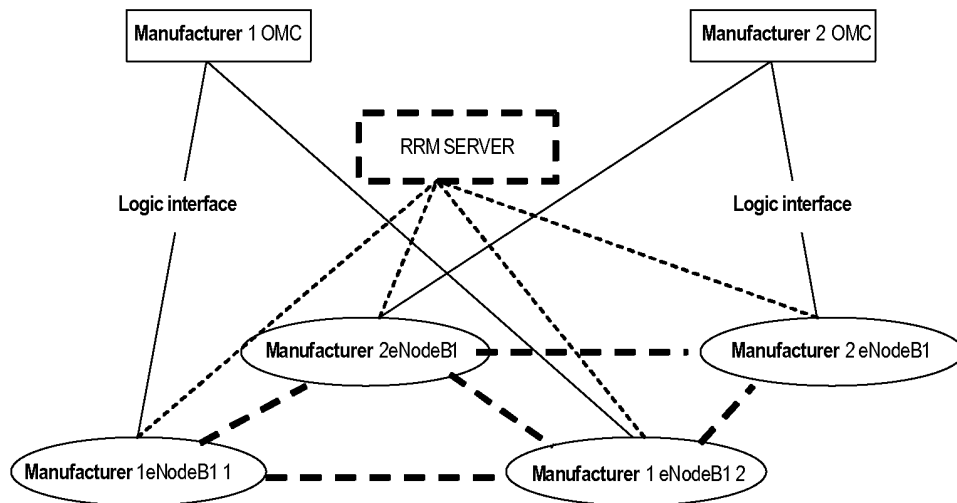 Manufacturer 1 OMC
Manufacturer 2 OMC
RRM SERVER
Logic interface
Logic interface
Manufacturer 2eNodeB1
Manufacturer 2 eNodeB1
Manufacturer 1eNodeB1 1
Manufacturer 1 eNodeB1 2